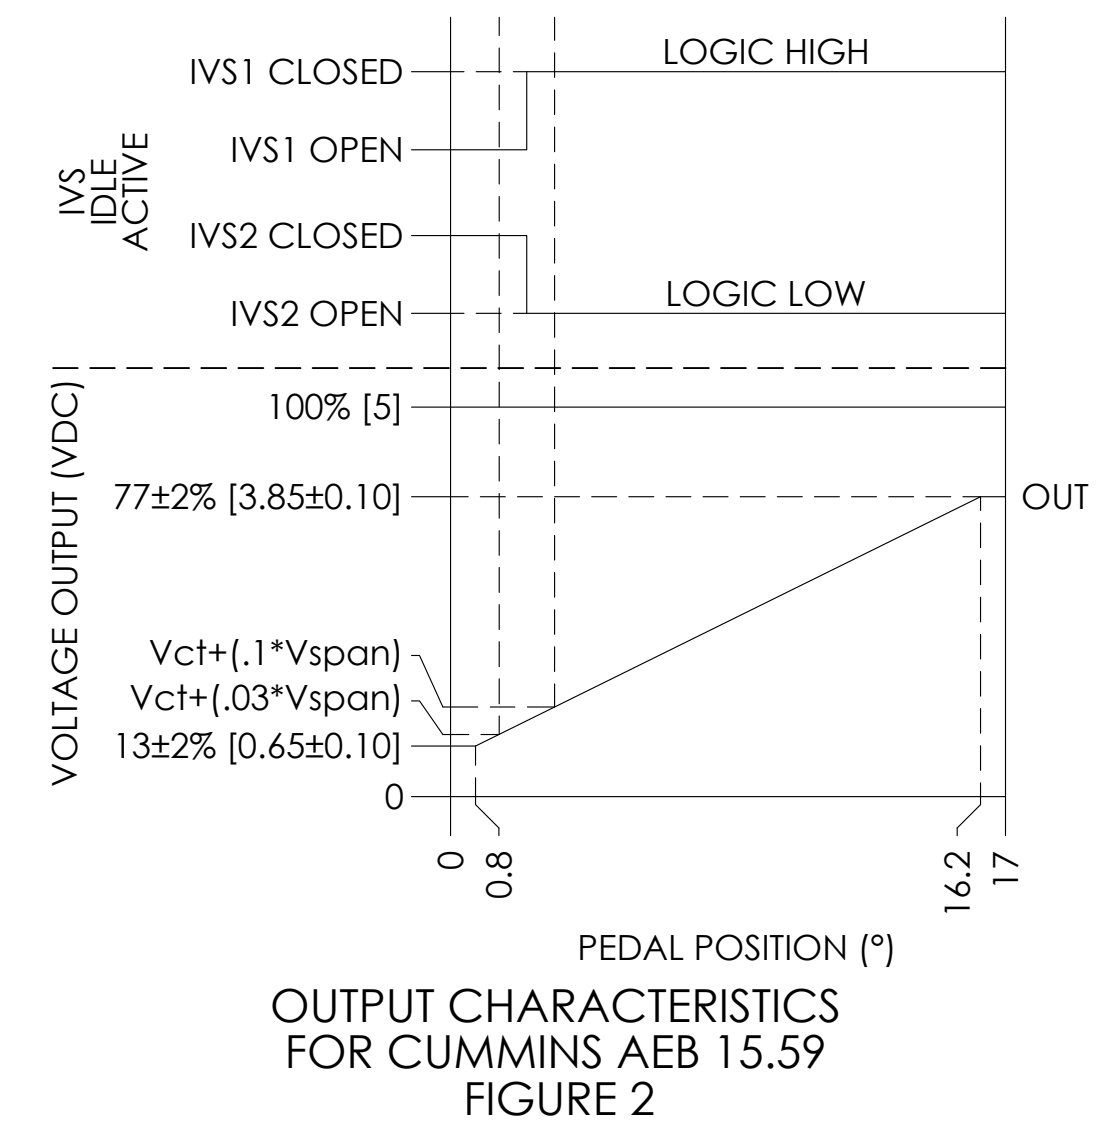 LOGIC HIGH
IVS1 CLOSED
IVS1 OPEN
IVS
IDLE
ACTIVE
IVS2 CLOSED
LOGIC LOW
IVS2 OPEN
VOLTAGE OUTPUT (VDC)
100% [5]
77±2% [3.85±0.10]
OUT
Vct+(.1*Vspan)
Vct+(.03*Vspan)
13±2% [0.65±0.10]
0
0
0.8
16.2
17
PEDAL POSITION (°)
OUTPUT CHARACTERISTICS
FOR CUMMINS AEB 15.59
FIGURE 2